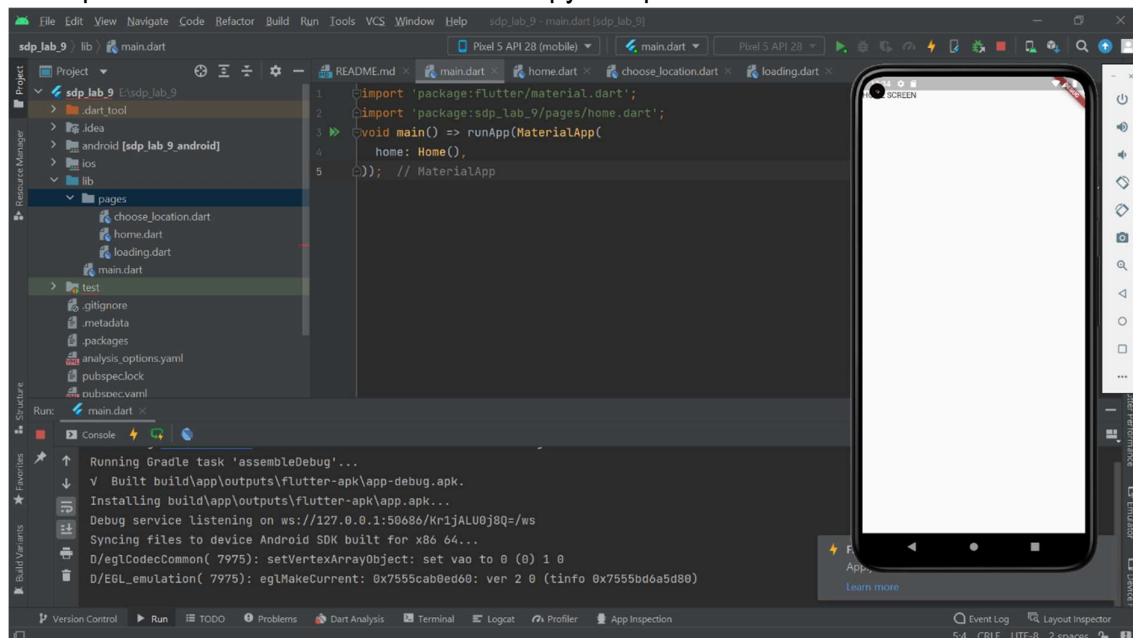 File Edit View Navigate Code Refactor Build Run Tools VCS Window Help sdp_lab_9 - main.dart [sdp_lab_9]
sdp_lab_9 lib main.dart Pixel 5 API 28 (mobile) main.dart Pixel 5 API 28
Project README.md main.dart home.dart choose_location.dart loading.dart
sdp_lab_9 E:\sdp_lab_9
.dart_tool
.idea
android [sdp_lab_9_android]
ios
lib
pages
choose_location.dart
home.dart
loading.dart
main.dart
test
.gitignore
.metadata
.packages
analysis_options.yaml
pubspec.lock
pubspec.yaml
1 import 'package:flutter/material.dart';
2 import 'package:sdp_lab_9/pages/home.dart';
3 void main() => runApp(MaterialApp(
4 home: Home(),
5 )); // MaterialApp
SCREEN
Project
Resource Manager
Structure
Favorites
Build Variants
Run: main.dart
Console
Running Gradle task 'assembleDebug'...
√ Built build\app\outputs\flutter-apk\app-debug.apk.
Installing build\app\outputs\flutter-apk\app.apk...
Debug service listening on ws://127.0.0.1:50686/Kr1jALU0j8Q=/ws
Syncing files to device Android SDK built for x86 64...
D/eglCodecCommon( 7975): setVertexArrayObject: set vao to 0 (0) 1 0
D/EGL_emulation( 7975): eglMakeCurrent: 0x7555cab0ed60: ver 2 0 (tinfo 0x7555bd6a5d80)
Learn more
Performance
Emulator
Version Control Run TODO Problems Dart Analysis Terminal Logcat Profiler App Inspection Event Log Layout Inspector
5:4 CRLF UTF-8 2 spaces